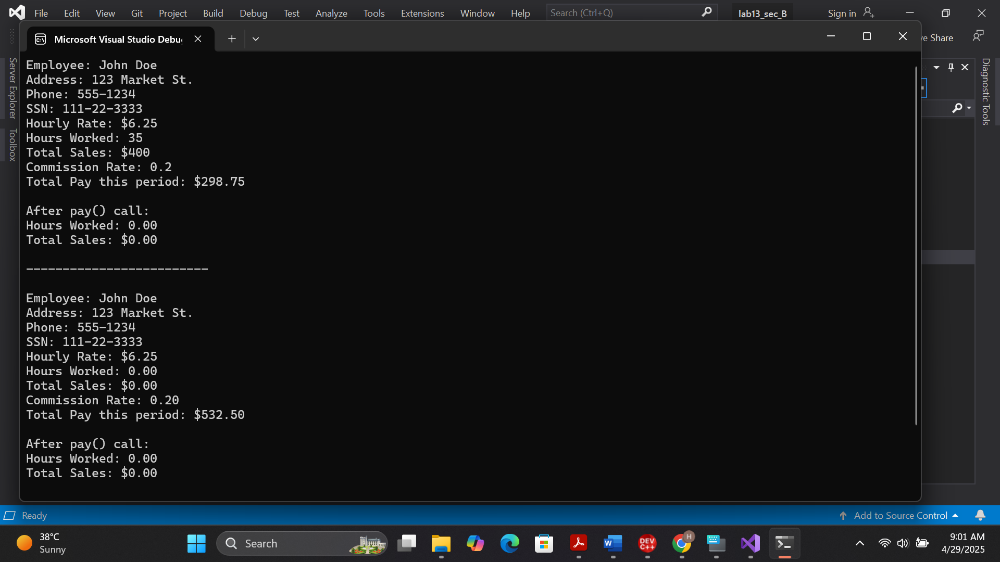 File Edit View Git Project Build Debug Test Analyze Tools Extensions Window Help Search (Ctrl+Q) lab13_sec_B Sign in
Microsoft Visual Studio Debu
Share
Server Explorer
Toolbox
Diagnostic Tools
Employee: John Doe
Address: 123 Market St.
Phone: 555-1234
SSN: 111-22-3333
Hourly Rate: $6.25
Hours Worked: 35
Total Sales: $400
Commission Rate: 0.2
Total Pay this period: $298.75
After pay() call:
Hours Worked: 0.00
Total Sales: $0.00
-------------------------
Employee: John Doe
Address: 123 Market St.
Phone: 555-1234
SSN: 111-22-3333
Hourly Rate: $6.25
Hours Worked: 0.00
Total Sales: $0.00
Commission Rate: 0.20
Total Pay this period: $532.50
After pay() call:
Hours Worked: 0.00
Total Sales: $0.00
Ready Add to Source Control
38°C
Sunny
Search
DEV
C++
H
9:01 AM
4/29/2025